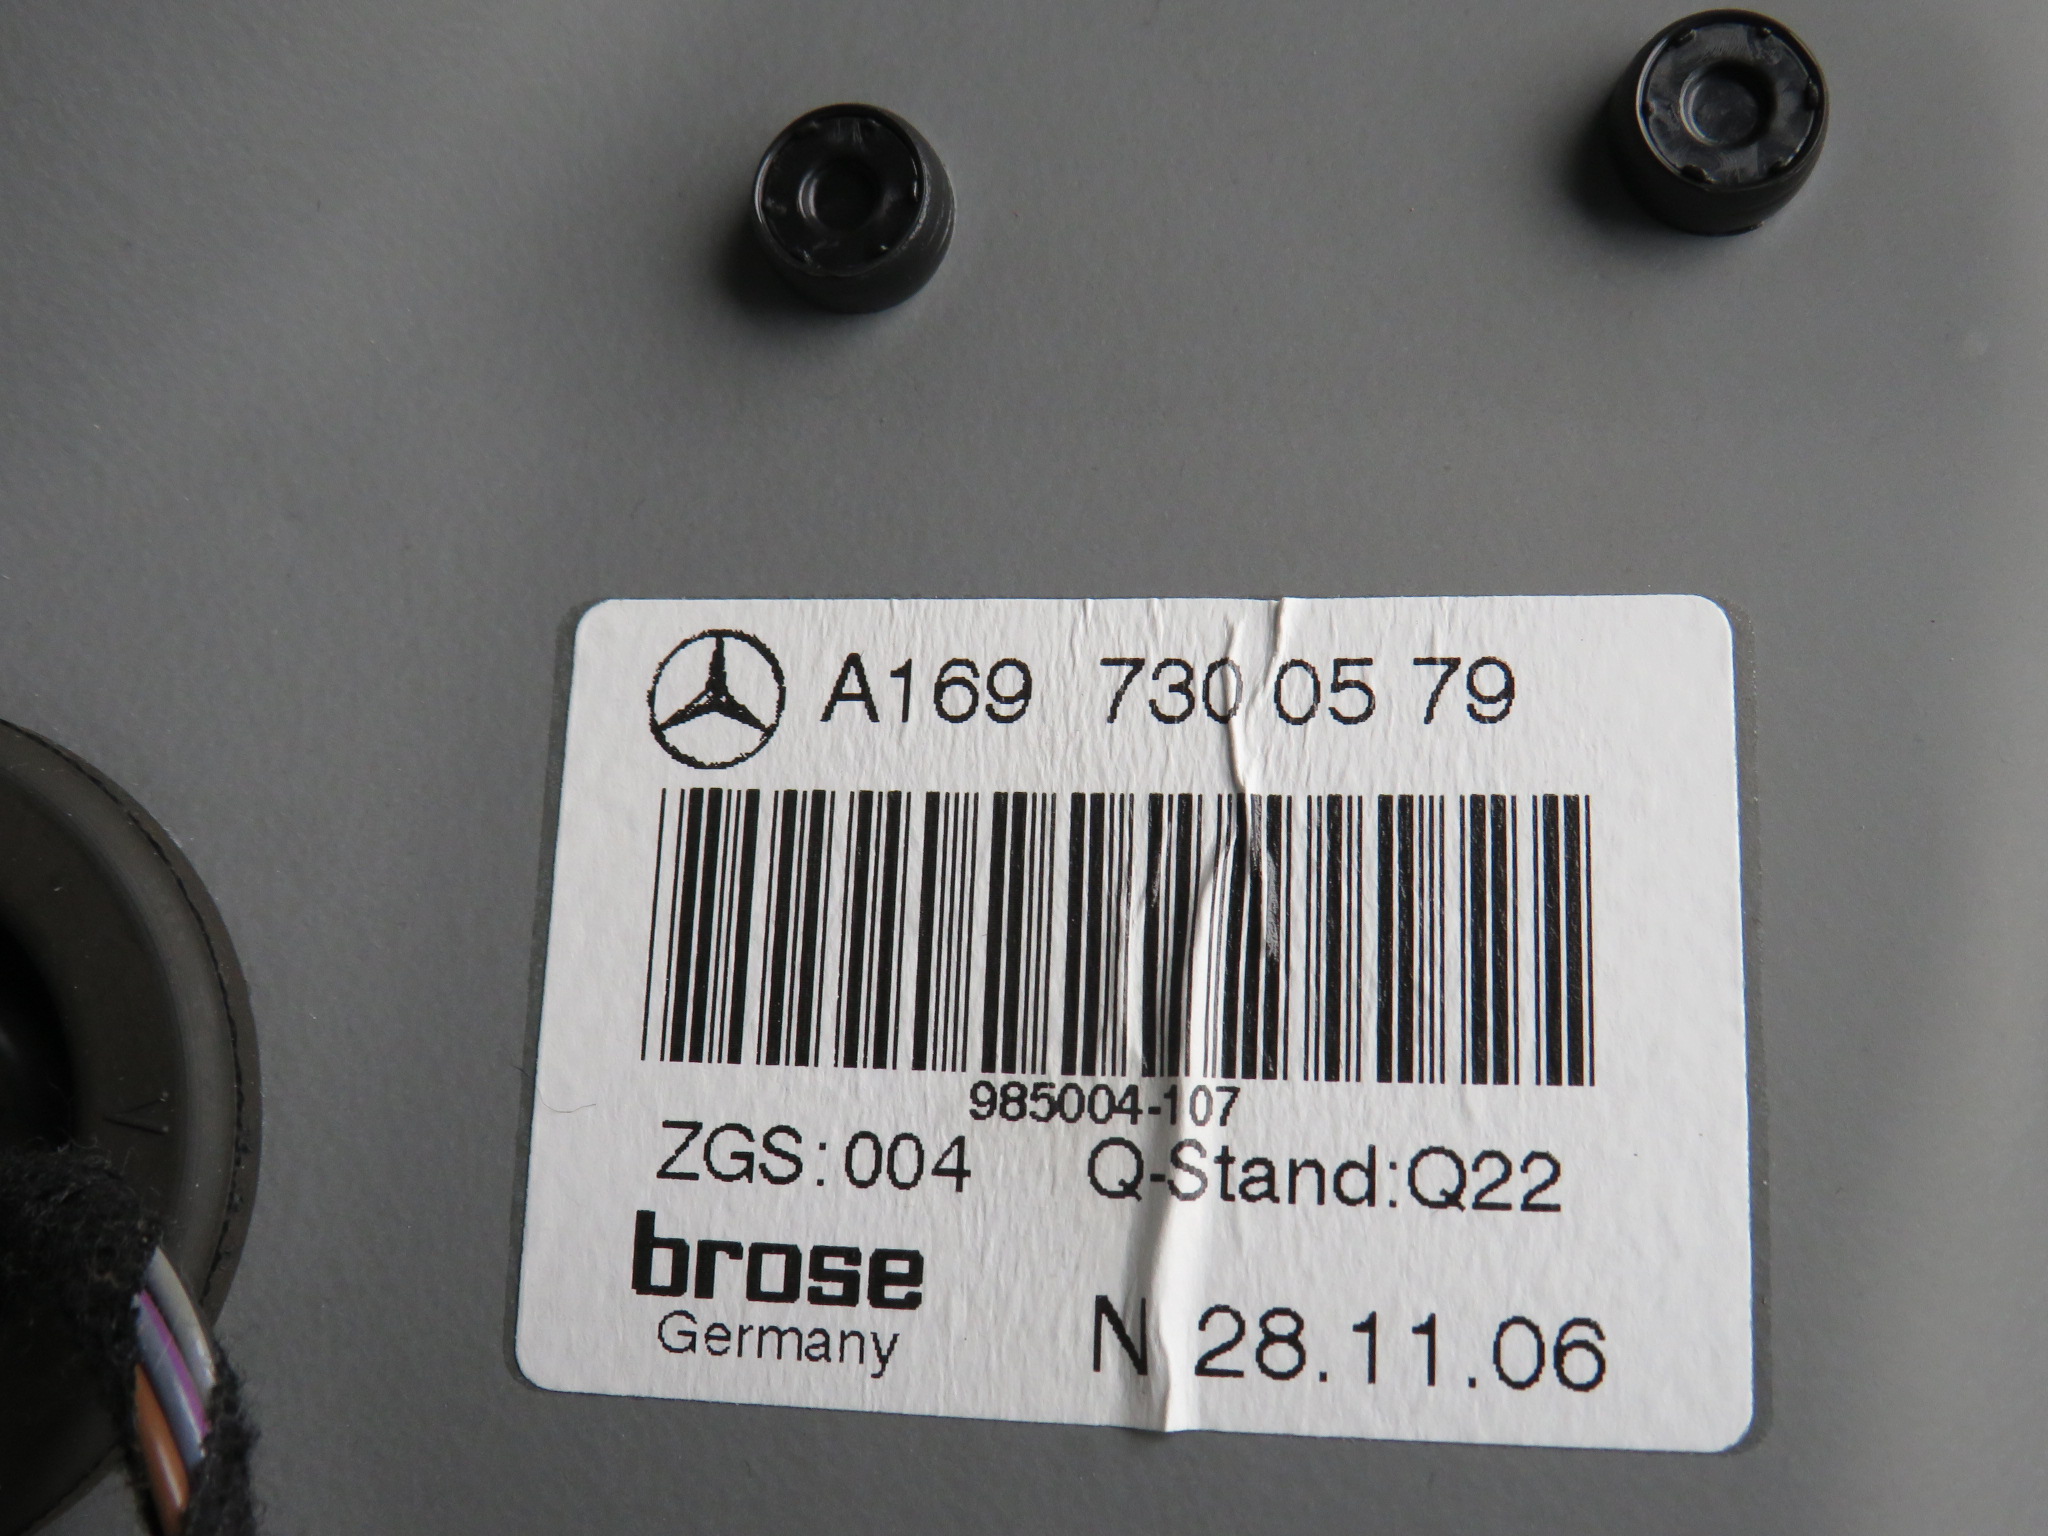 A169 730 05 79
985004-107
ZGS:004 Q-Stand:Q22
brose
Germany
N 28.11.06